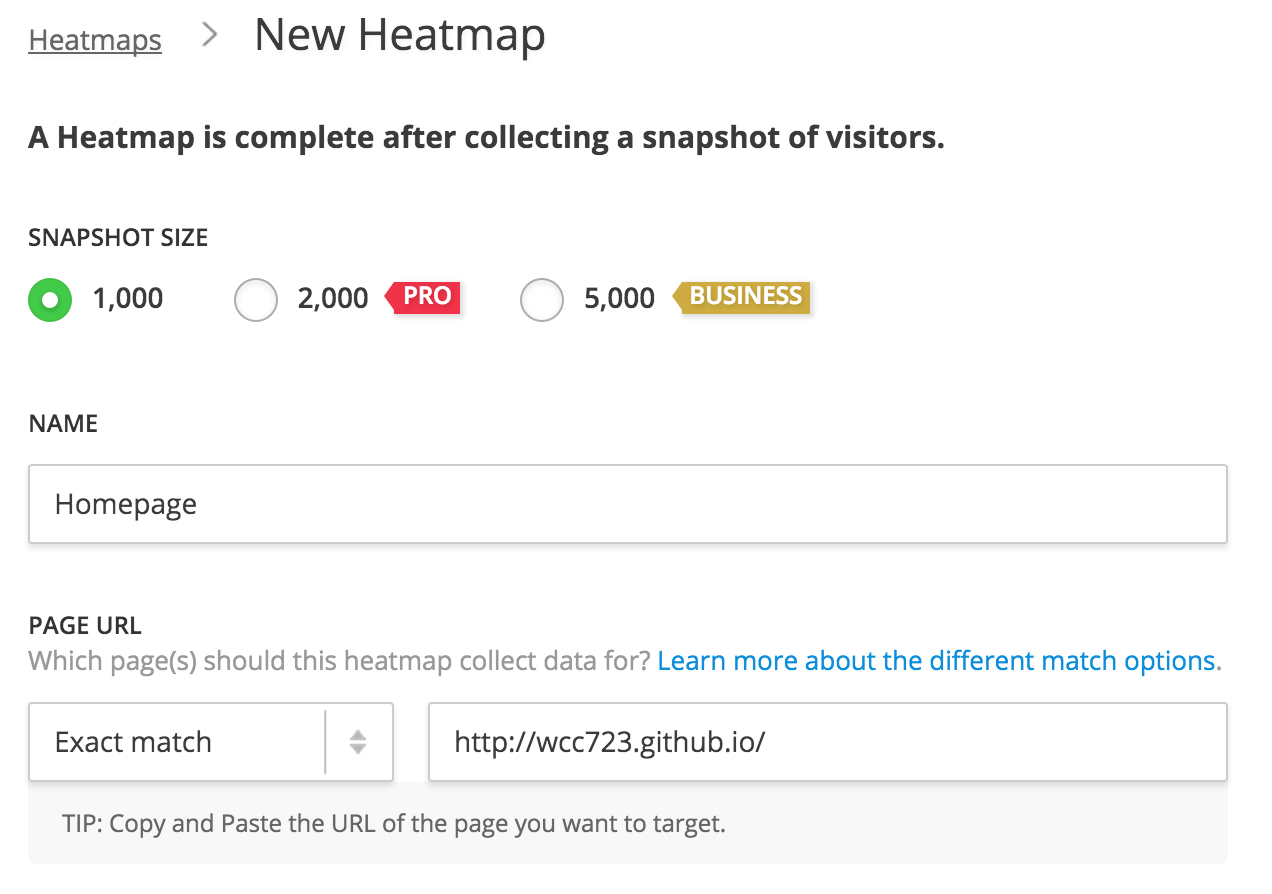 Heatmaps > New Heatmap
A Heatmap is complete after collecting a snapshot of visitors.
SNAPSHOT SIZE
1,000 2,000 PRO 5,000 BUSINESS
NAME
Homepage
PAGE URL
Which page(s) should this heatmap collect data for? Learn more about the different match options.
Exact match http://wcc723.github.io/
TIP: Copy and Paste the URL of the page you want to target.